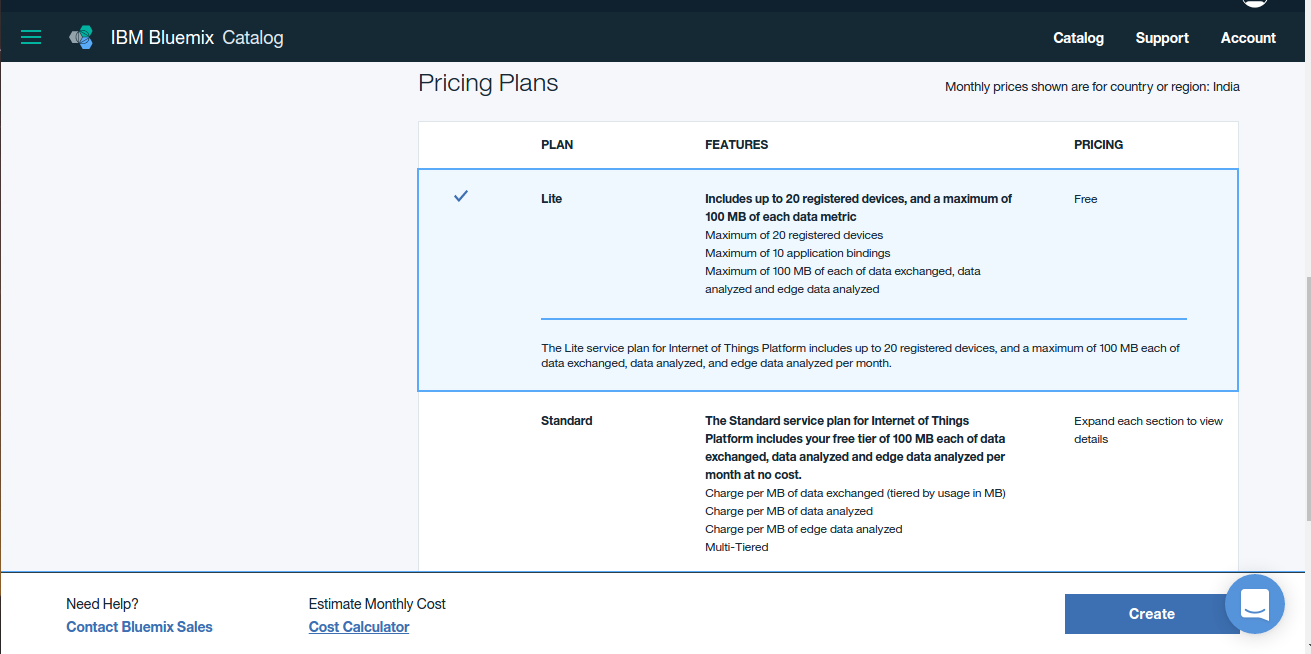 IBM Bluemix Catalog
Catalog Support Account
Pricing Plans
Monthly prices shown are for country or region: India
PLAN FEATURES PRICING
Lite
Includes up to 20 registered devices, and a maximum of
100 MB of each data metric
Maximum of 20 registered devices
Maximum of 10 application bindings
Maximum of 100 MB of each of data exchanged, data
analyzed and edge data analyzed
Free
The Lite service plan for Internet of Things Platform includes up to 20 registered devices, and a maximum of 100 MB each of
data exchanged, data analyzed, and edge data analyzed per month.
Standard
The Standard service plan for Internet of Things
Platform includes your free tier of 100 MB each of data
exchanged, data analyzed and edge data analyzed per
month at no cost.
Charge per MB of data exchanged (tiered by usage in MB)
Charge per MB of data analyzed
Charge per MB of edge data analyzed
Multi-Tiered
Expand each section to view
details
Need Help?
Contact Bluemix Sales
Estimate Monthly Cost
Cost Calculator
Create